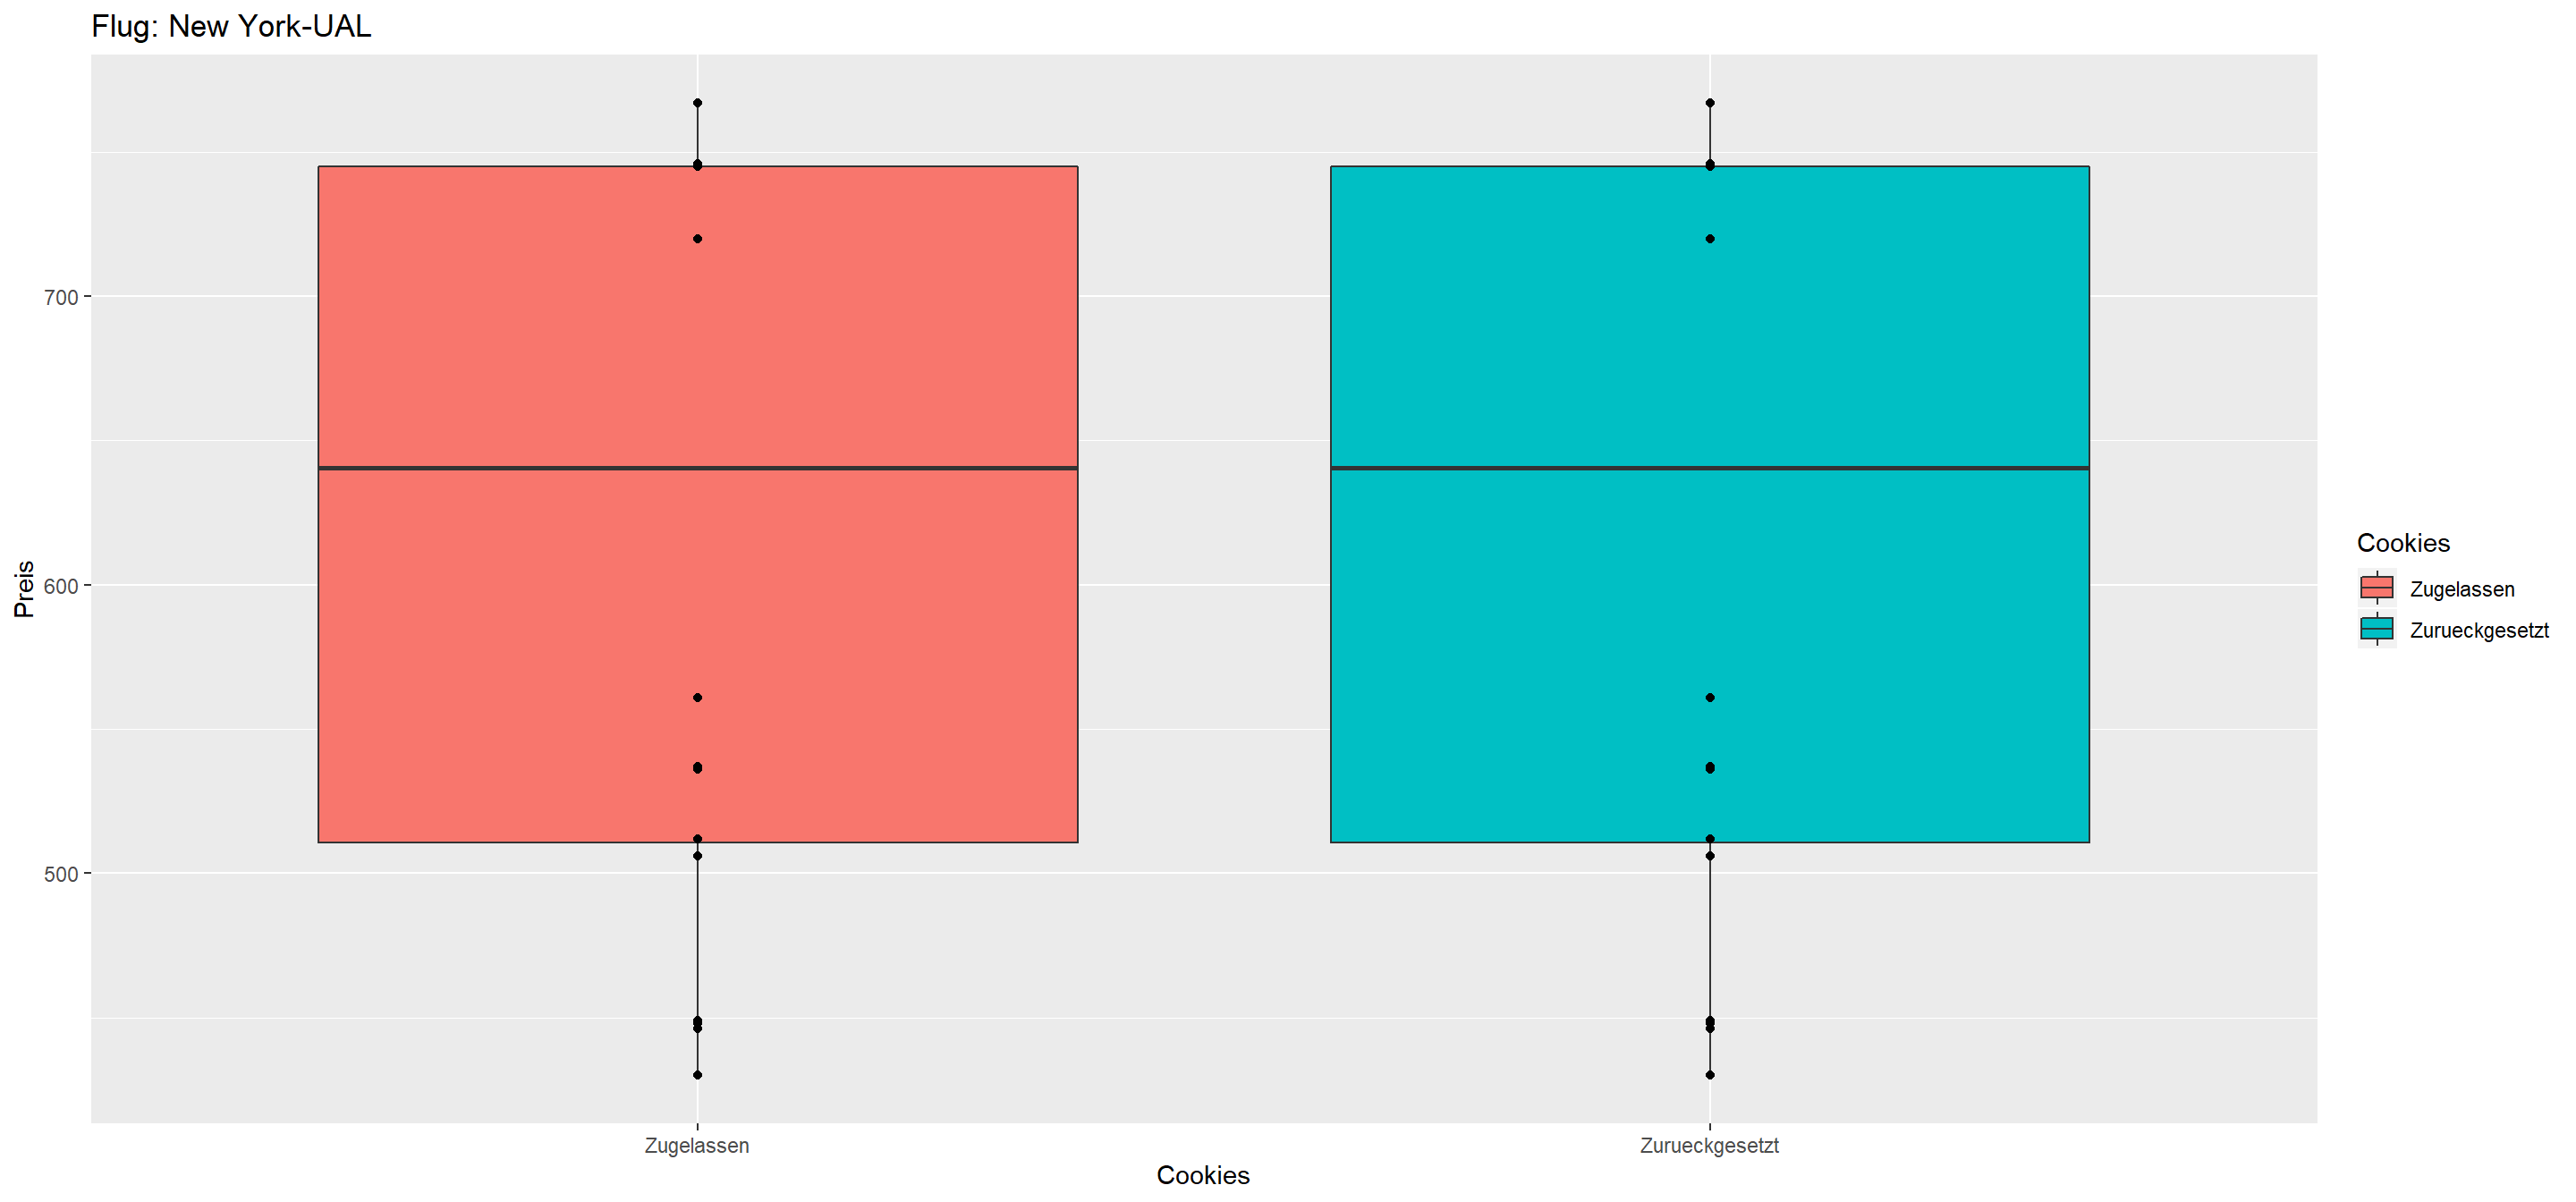 Flug: New York-UAL
Preis
700
600
500
Zugelassen
Zurueckgesetzt
Cookies
Cookies
Zugelassen
Zurueckgesetzt